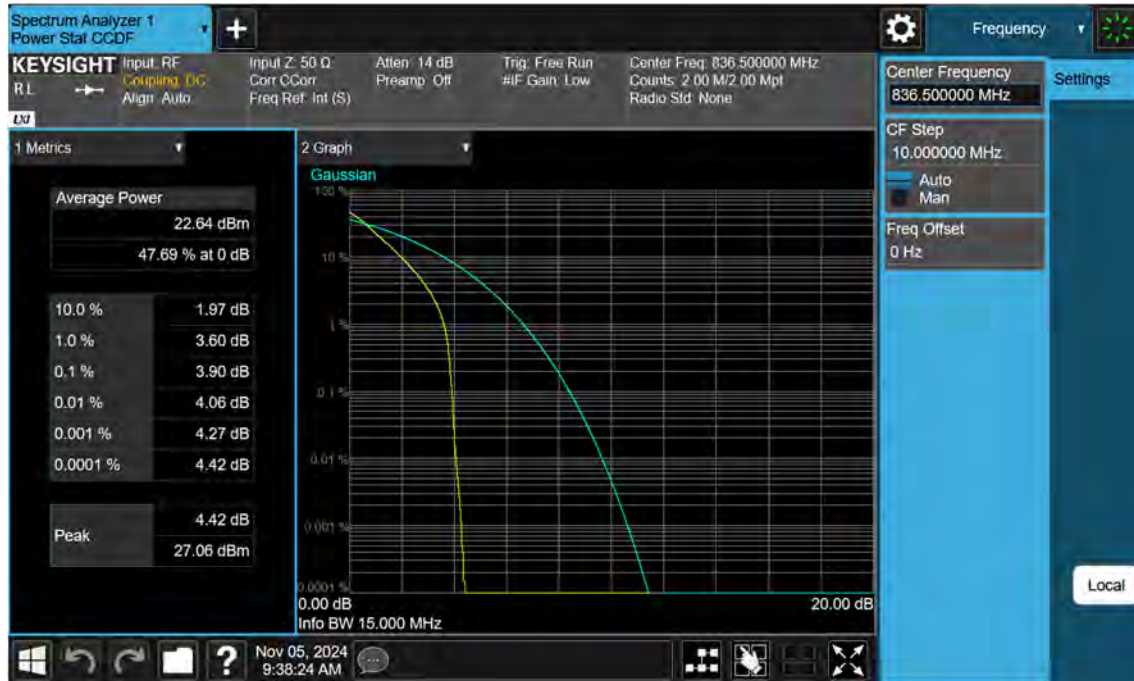 Spectrum Analyzer 1
Power Stat CCDF
+
Frequency
KEYSIGHT
RL
LXI
Input: RF
Coupling: DC
Align: Auto
Input Z: 50 Ω
Corr CCorr
Freq Ref: Int (S)
Atten: 14 dB
Preamp: Off
Trig: Free Run
#IF Gain: Low
Center Freq: 836.500000 MHz
Counts: 2.00 M/2.00 Mpt
Radio Std: None
Center Frequency
836.500000 MHz
Settings
CF Step
10.000000 MHz
Auto
Man
Freq Offset
0 Hz
1 Metrics
Average Power
22.64 dBm
47.69 % at 0 dB
10.0 % 1.97 dB
1.0 % 3.60 dB
0.1 % 3.90 dB
0.01 % 4.06 dB
0.001 % 4.27 dB
0.0001 % 4.42 dB
Peak
4.42 dB
27.06 dBm
2 Graph
Gaussian
100 %
10 %
1 %
0.1 %
0.01 %
0.001 %
0.0001 %
0.00 dB 20.00 dB
Info BW 15.000 MHz
Local
?
Nov 05, 2024
9:38:24 AM